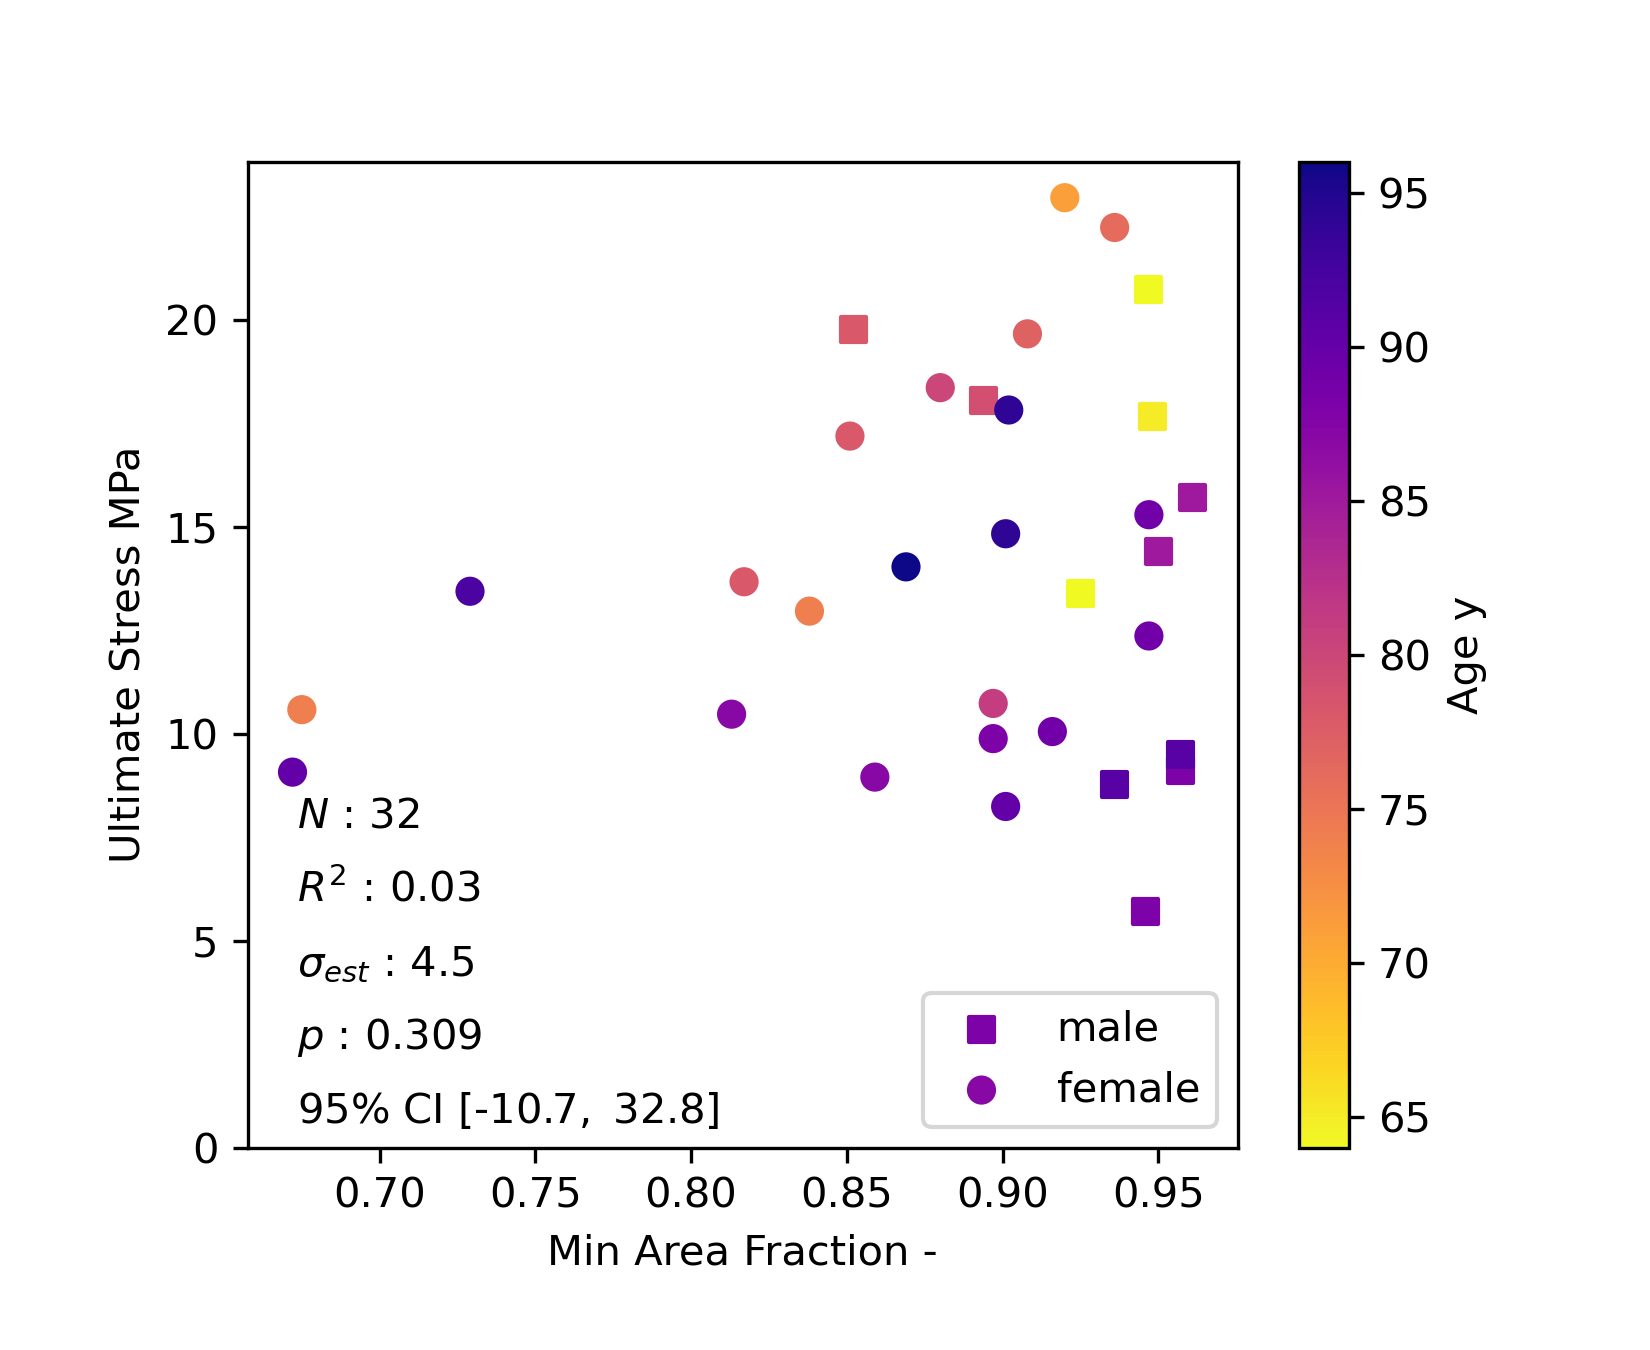 20
15
10
5
0
Ultimate Stress MPa
N : 32
R² : 0.03
σest : 4.5
p : 0.309
95% CI [-10.7, 32.8]
male
female
0.70 0.75 0.80 0.85 0.90 0.95
Min Area Fraction -
95
90
85
80
75
70
65
Age y